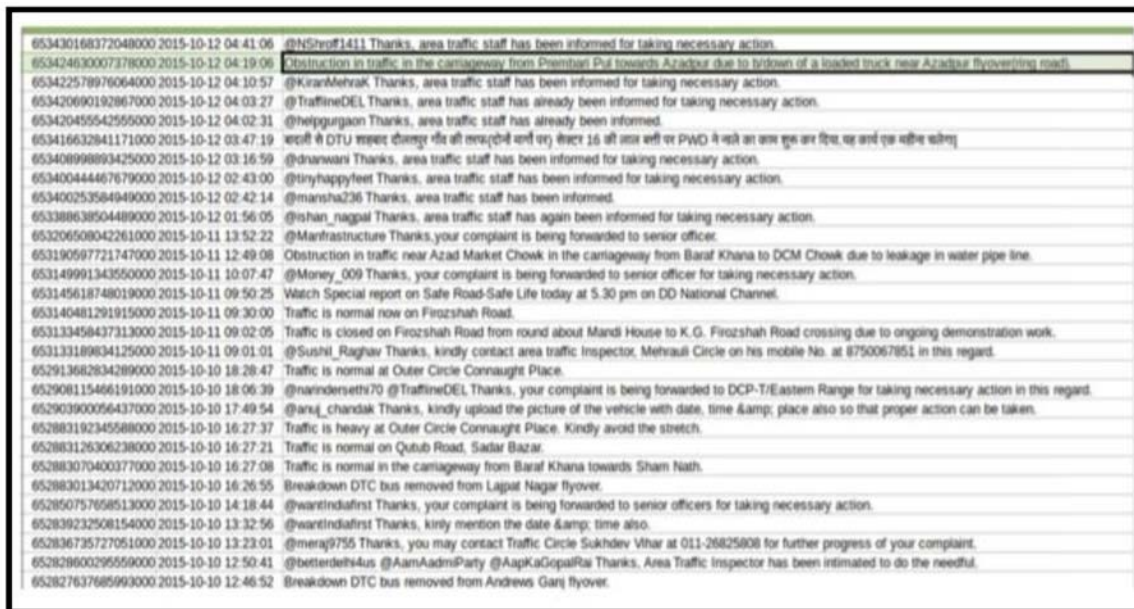 653430168372048000 2015-10-12 04:41:06 @NShroff1411 Thanks, area traffic staff has been informed for taking necessary action.
653424630007378000 2015-10-12 04:19:06 Obstruction in traffic in the carriageway from Prembari Pul towards Azadpur due to b/down of a loaded truck near Azadpur flyover(ring road).
653422578976064000 2015-10-12 04:10:57 @KiranMehraK Thanks, area traffic staff has been informed for taking necessary action.
653420690192867000 2015-10-12 04:03:27 @TrafflineDEL Thanks, area traffic staff has already been informed for taking necessary action.
653420455542555000 2015-10-12 04:02:31 @helpgurgaon Thanks, area traffic staff has already been informed.
653416632841171000 2015-10-12 03:47:19 बादली से DTU शाहबाद दौलतपुर गाँव की तरफ(दोनों मार्गो पर) सेक्टर 16 की लाल बत्ती पर PWD ने नाले का काम शुरू कर दिया,यह कार्य एक महीना चलेगा|
653408998893425000 2015-10-12 03:16:59 @dnanwani Thanks, area traffic staff has been informed for taking necessary action.
653400444467679000 2015-10-12 02:43:00 @tinyhappyfeet Thanks, area traffic staff has been informed for taking necessary action.
653400253584949000 2015-10-12 02:42:14 @mansha236 Thanks, area traffic staff has been informed.
653388638504489000 2015-10-12 01:56:05 @ishan_nagpal Thanks, area traffic staff has again been informed for taking necessary action.
653206508042261000 2015-10-11 13:52:22 @Manfrastructure Thanks,your complaint is being forwarded to senior officer.
653190597721747000 2015-10-11 12:49:08 Obstruction in traffic near Azad Market Chowk in the carriageway from Baraf Khana to DCM Chowk due to leakage in water pipe line.
653149991343550000 2015-10-11 10:07:47 @Money_009 Thanks, your complaint is being forwarded to senior officer for taking necessary action.
653145618748019000 2015-10-11 09:50:25 Watch Special report on Safe Road-Safe Life today at 5.30 pm on DD National Channel.
653140481291915000 2015-10-11 09:30:00 Traffic is normal now on Firozshah Road.
653133458437313000 2015-10-11 09:02:05 Traffic is closed on Firozshah Road from round about Mandi House to K.G. Firozshah Road crossing due to ongoing demonstration work.
653133189834125000 2015-10-11 09:01:01 @Sushil_Raghav Thanks, kindly contact area traffic Inspector, Mehrauli Circle on his mobile No. at 8750067851 in this regard.
652913682834289000 2015-10-10 18:28:47 Traffic is normal at Outer Circle Connaught Place.
652908115466191000 2015-10-10 18:06:39 @narindersethi70 @TrafflineDEL Thanks, your complaint is being forwarded to DCP-T/Eastern Range for taking necessary action in this regard.
652903900056437000 2015-10-10 17:49:54 @anuj_chandak Thanks, kindly upload the picture of the vehicle with date, time &amp; place also so that proper action can be taken.
652883192345588000 2015-10-10 16:27:37 Traffic is heavy at Outer Circle Connaught Place. Kindly avoid the stretch.
652883126306238000 2015-10-10 16:27:21 Traffic is normal on Qutub Road, Sadar Bazar.
652883070400377000 2015-10-10 16:27:08 Traffic is normal in the carriageway from Baraf Khana towards Sham Nath.
652883013420712000 2015-10-10 16:26:55 Breakdown DTC bus removed from Lajpat Nagar flyover.
652850757658513000 2015-10-10 14:18:44 @wantIndiafirst Thanks, your complaint is being forwarded to senior officers for taking necessary action.
652839232508154000 2015-10-10 13:32:56 @wantIndiafirst Thanks, kinly mention the date &amp; time also.
652836735727051000 2015-10-10 13:23:01 @meraj9755 Thanks, you may contact Traffic Circle Sukhdev Vihar at 011-26825808 for further progress of your complaint.
652828600295559000 2015-10-10 12:50:41 @betterdelhi4us @AamAadmiParty @AapKaGopalRai Thanks, Area Traffic Inspector has been intimated to do the needful.
652827637685993000 2015-10-10 12:46:52 Breakdown DTC bus removed from Andrews Ganj flyover.